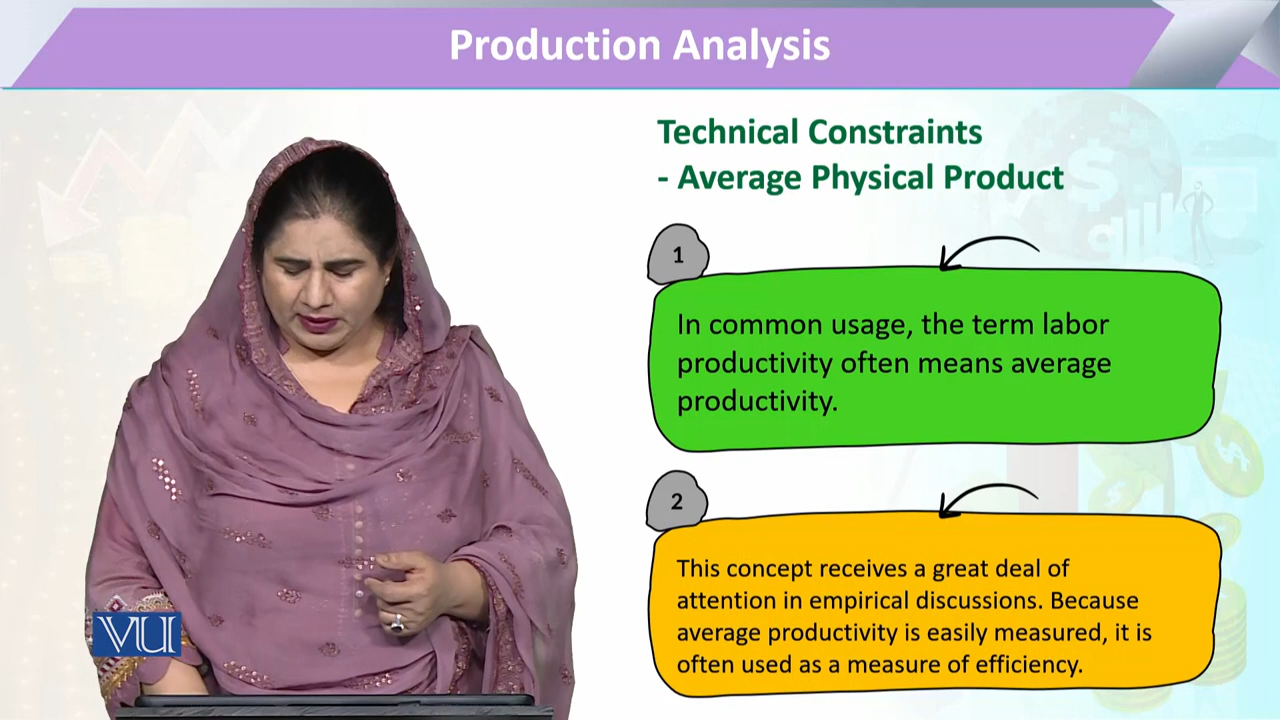 Production Analysis
Technical Constraints
- Average Physical Product
1
In common usage, the term labor
productivity often means average
productivity.
2
This concept receives a great deal of
attention in empirical discussions. Because
average productivity is easily measured, it is
often used as a measure of efficiency.
VU